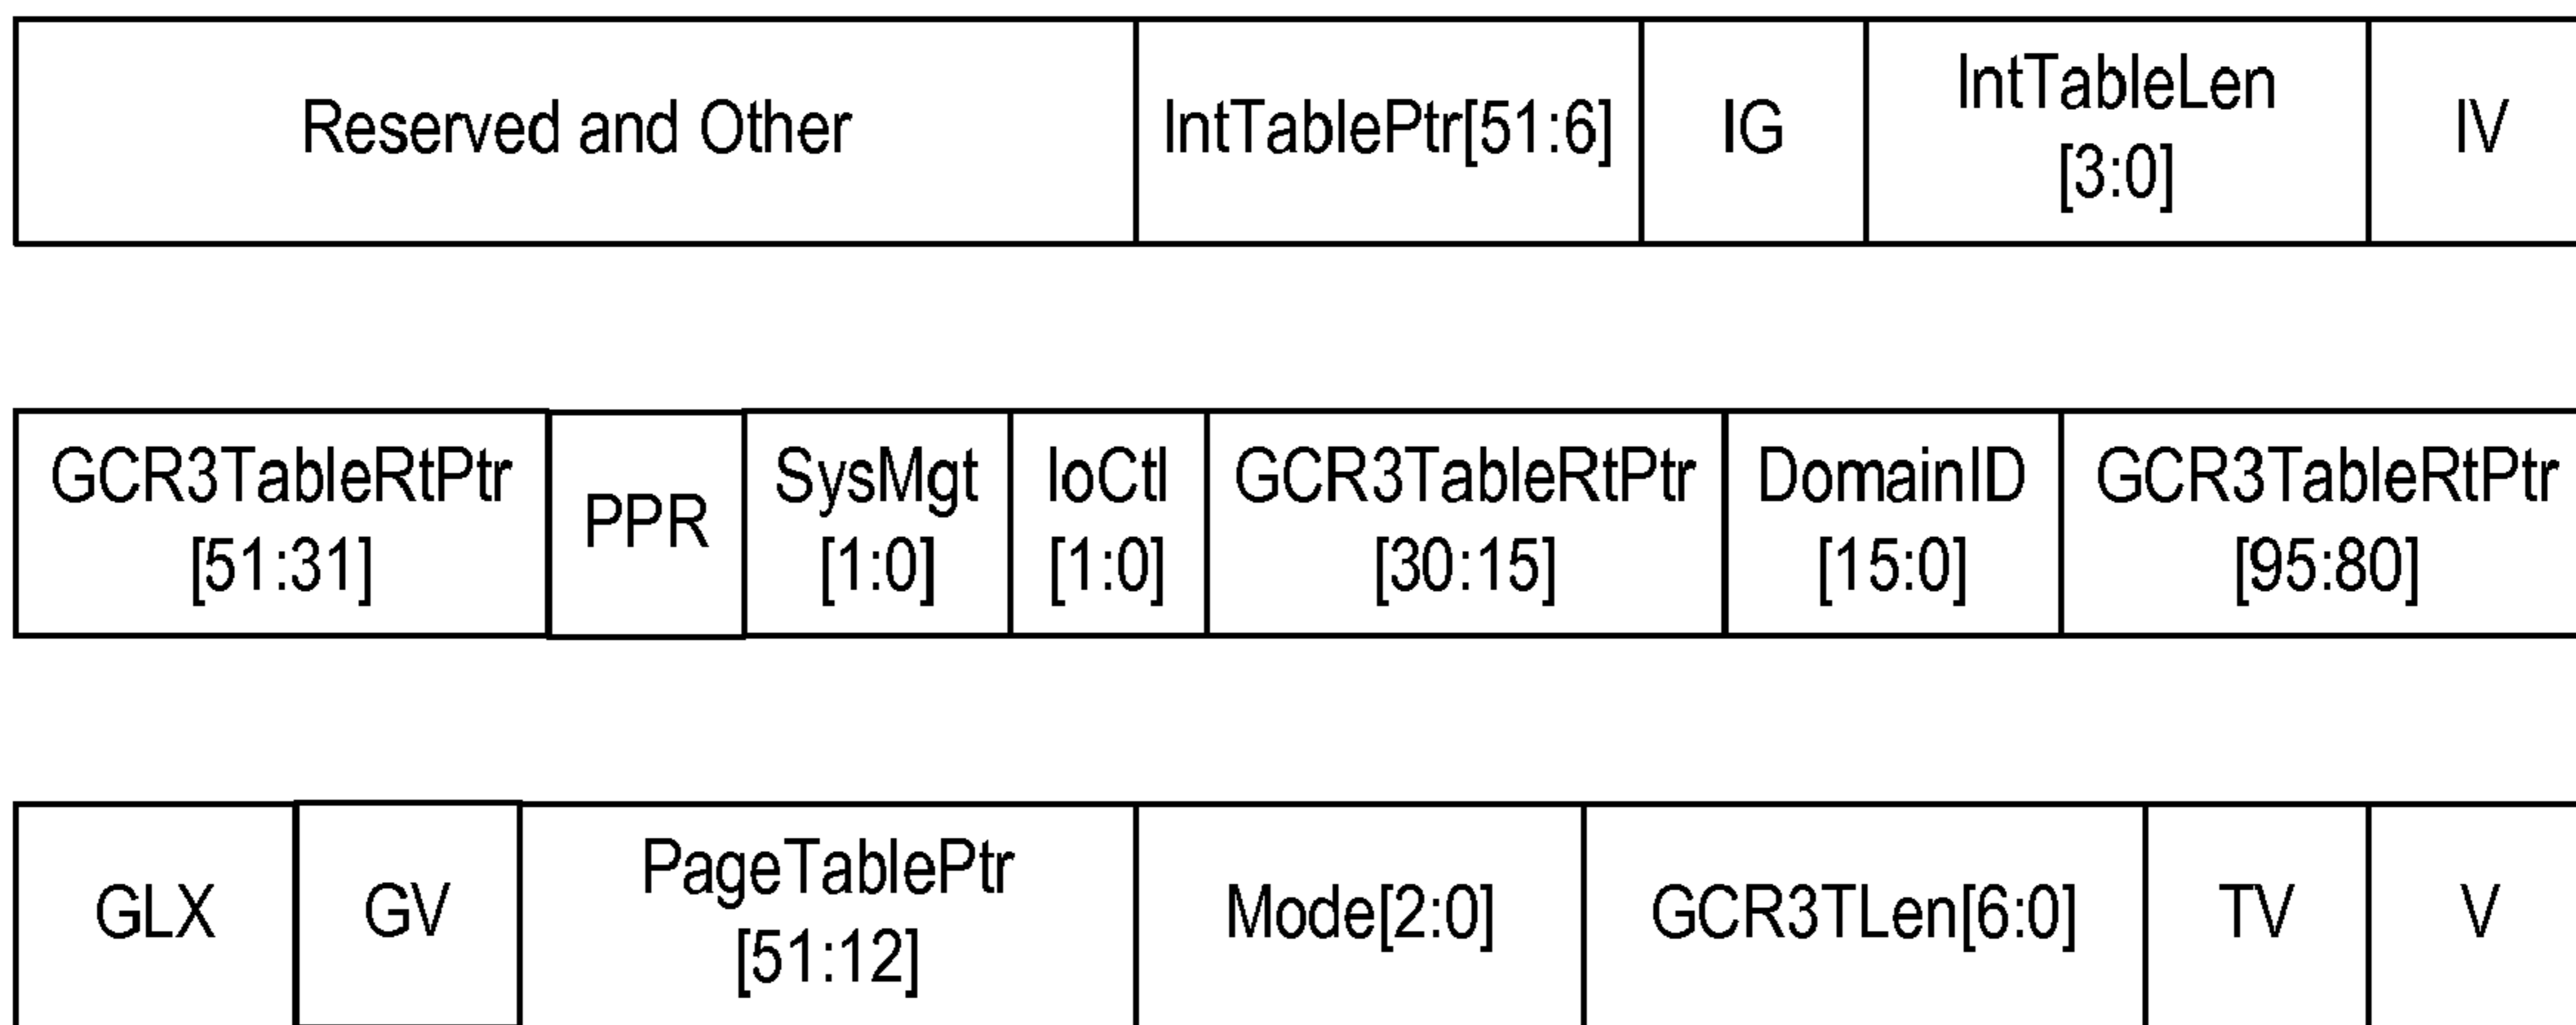 Reserved and Other
IntTablePtr[51:6]
IG
IntTableLen
[3:0]
IV
GCR3TableRtPtr
[51:31]
PPR
SysMgt
[1:0]
IoCtl
[1:0]
GCR3TableRtPtr
[30:15]
DomainID
[15:0]
GCR3TableRtPtr
[95:80]
GLX
GV
PageTablePtr
[51:12]
Mode[2:0]
GCR3TLen[6:0]
TV
V